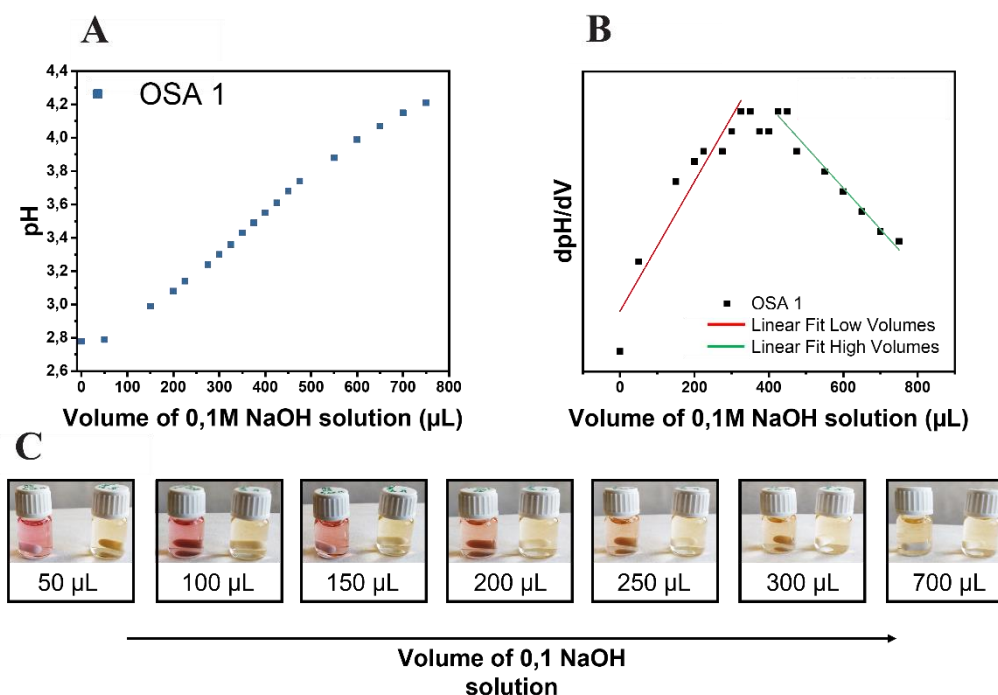 A
B
OSA 1
pH
4,4
4,2
4,0
3,8
3,6
3,4
3,2
3,0
2,8
2,6
0 100 200 300 400 500 600 700 800
Volume of 0,1M NaOH solution (µL)
dpH/dV
OSA 1
Linear Fit Low Volumes
Linear Fit High Volumes
0 200 400 600 800
Volume of 0,1M NaOH solution (µL)
C
50 µL
100 µL
150 µL
200 µL
250 µL
300 µL
700 µL
Volume of 0,1 NaOH
solution